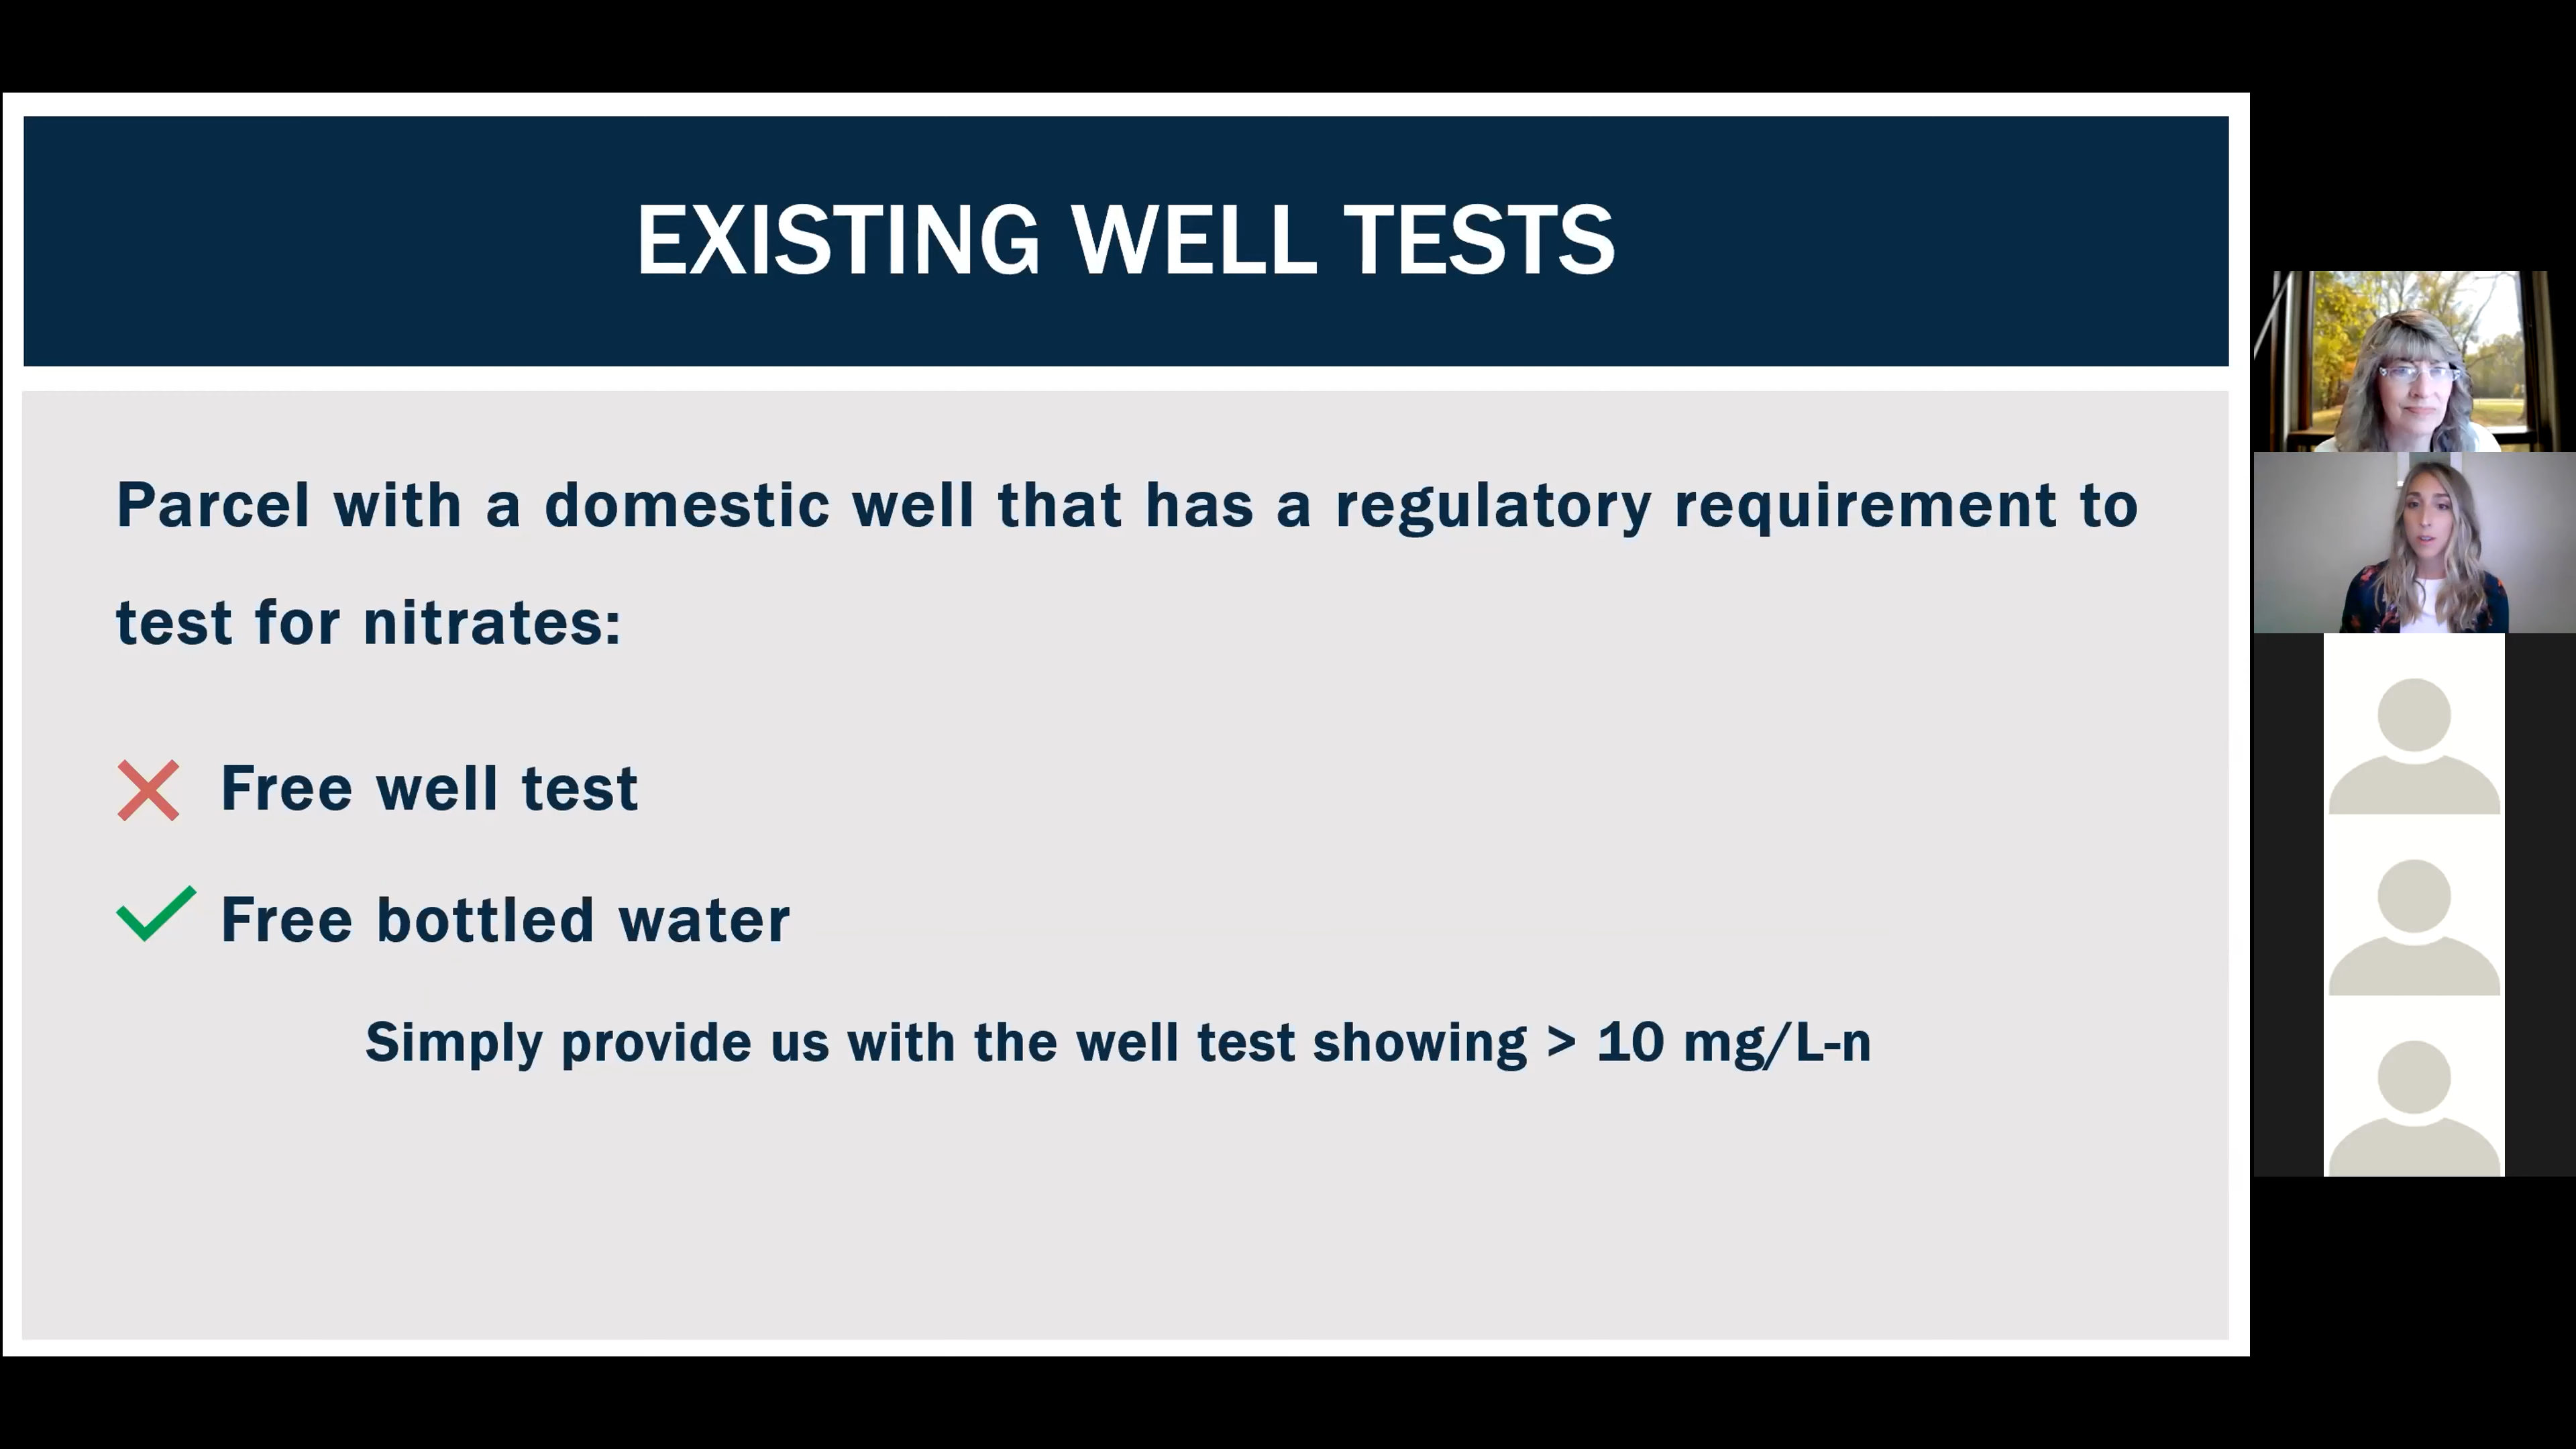 EXISTING WELL TESTS
Parcel with a domestic well that has a regulatory requirement to
test for nitrates:
Free well test
Free bottled water
Simply provide us with the well test showing > 10 mg/L-n